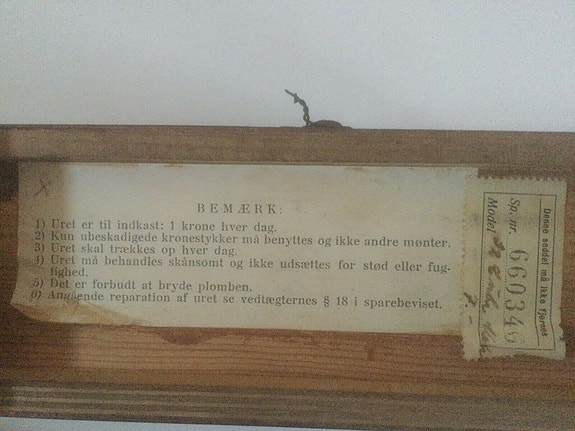 BEMÆRK:
1) Uret er til indkast: 1 krone hver dag.
2) Kun ubeskadigede kronestykker må benyttes og ikke andre mønter.
3) Uret skal trækkes op hver dag.
4) Uret må behandles skånsomt og ikke udsættes for stød eller fug-
tighed.
5) Det er forbudt at bryde plomben.
6) Angående reparation af uret se vedtægternes § 18 i sparebeviset.
Denne seddel må ikke fjernes
Sp. nr. 66034
Model